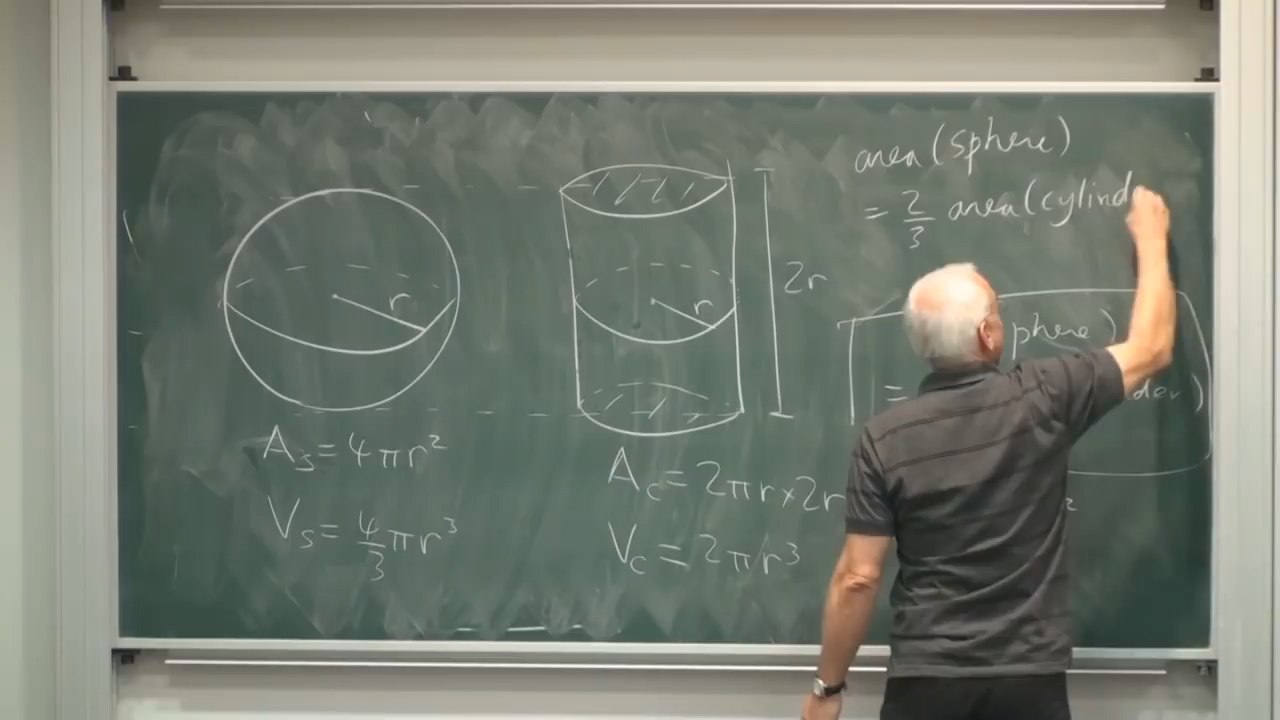 r
A_s = 4πr²
V_s = 4/3 πr³
r
2r
A_c = 2πr × 2r
V_c = 2πr³
area (sphere)
= 2/3 area (cylind
phere)
= der)
²